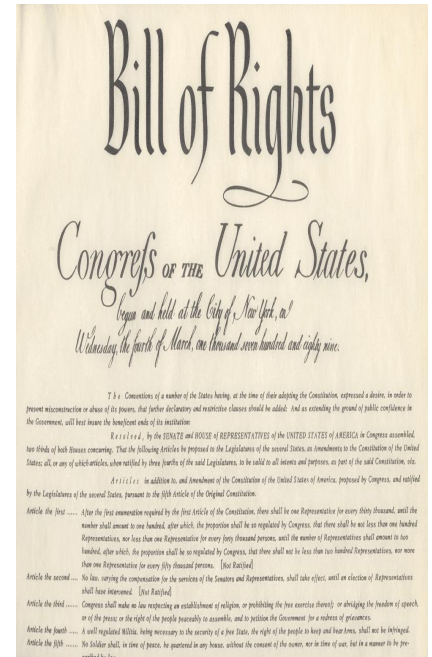 Bill of Rights
Congreſs OF THE United States,
begun and held at the City of New York, on
Wednesday, the fourth of March, one thousand seven hundred and eighty nine.
The Conventions of a number of the States having, at the time of their adopting the Constitution, expressed a desire, in order to
prevent misconstruction or abuse of its powers, that further declaratory and restrictive clauses should be added: And as extending the ground of public confidence in
the Government, will best insure the beneficent ends of its institution:
Resolved, by the SENATE and HOUSE of REPRESENTATIVES of the UNITED STATES of AMERICA in Congress assembled,
two thirds of both Houses concurring. That the following Articles be proposed to the Legislatures of the several States, as Amendments to the Constitution of the United
States; all, or any of which articles, when ratified by three fourths of the said Legislatures, to be valid to all intents and purposes, as part of the said Constitution, viz.
Articles in addition to, and Amendment of the Constitution of the United States of America, proposed by Congress, and ratified
by the Legislatures of the several States, pursuant to the fifth Article of the Original Constitution.
Article the first ...... After the first enumeration required by the first Article of the Constitution, there shall be one Representative for every thirty thousand, until the
number shall amount to one hundred, after which, the proportion shall be so regulated by Congress, that there shall be not less than one hundred
Representatives, nor less than one Representative for every forty thousand persons, until the number of Representatives shall amount to two
hundred, after which, the proportion shall be so regulated by Congress, that there shall not be less than two hundred Representatives, nor more
than one Representative for every fifty thousand persons. [Not Ratified]
Article the second .... No law, varying the compensation for the services of the Senators and Representatives, shall take effect, until an election of Representatives
shall have intervened. [Not Ratified]
Article the third ...... Congress shall make no law respecting an establishment of religion, or prohibiting the free exercise thereof; or abridging the freedom of speech,
or of the press; or the right of the people peaceably to assemble, and to petition the Government for a redress of grievances.
Article the fourth ..... A well regulated Militia, being necessary to the security of a free State, the right of the people to keep and bear Arms, shall not be infringed.
Article the fifth ...... No Soldier shall, in time of peace, be quartered in any house, without the consent of the owner, nor in time of war, but in a manner to be pre-